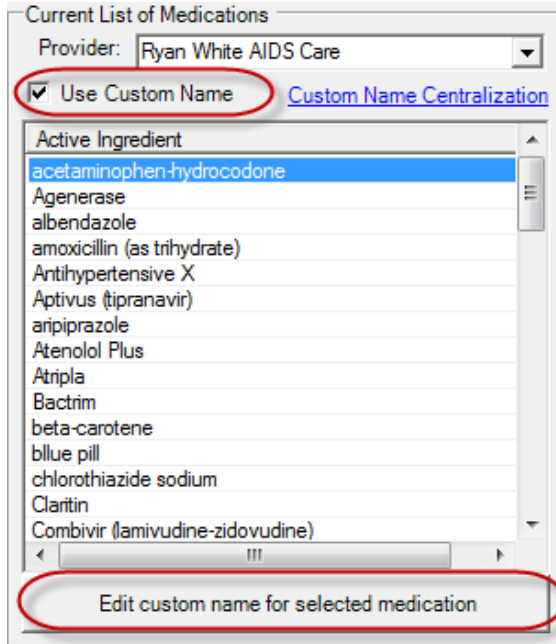 Current List of Medications
Provider: Ryan White AIDS Care
Use Custom Name Custom Name Centralization
Active Ingredient
acetaminophen-hydrocodone
Agenerase
albendazole
amoxicillin (as trihydrate)
Antihypertensive X
Aptivus (tipranavir)
aripiprazole
Atenolol Plus
Atripla
Bactrim
beta-carotene
bllue pill
chlorothiazide sodium
Claritin
Combivir (lamivudine-zidovudine)
Edit custom name for selected medication